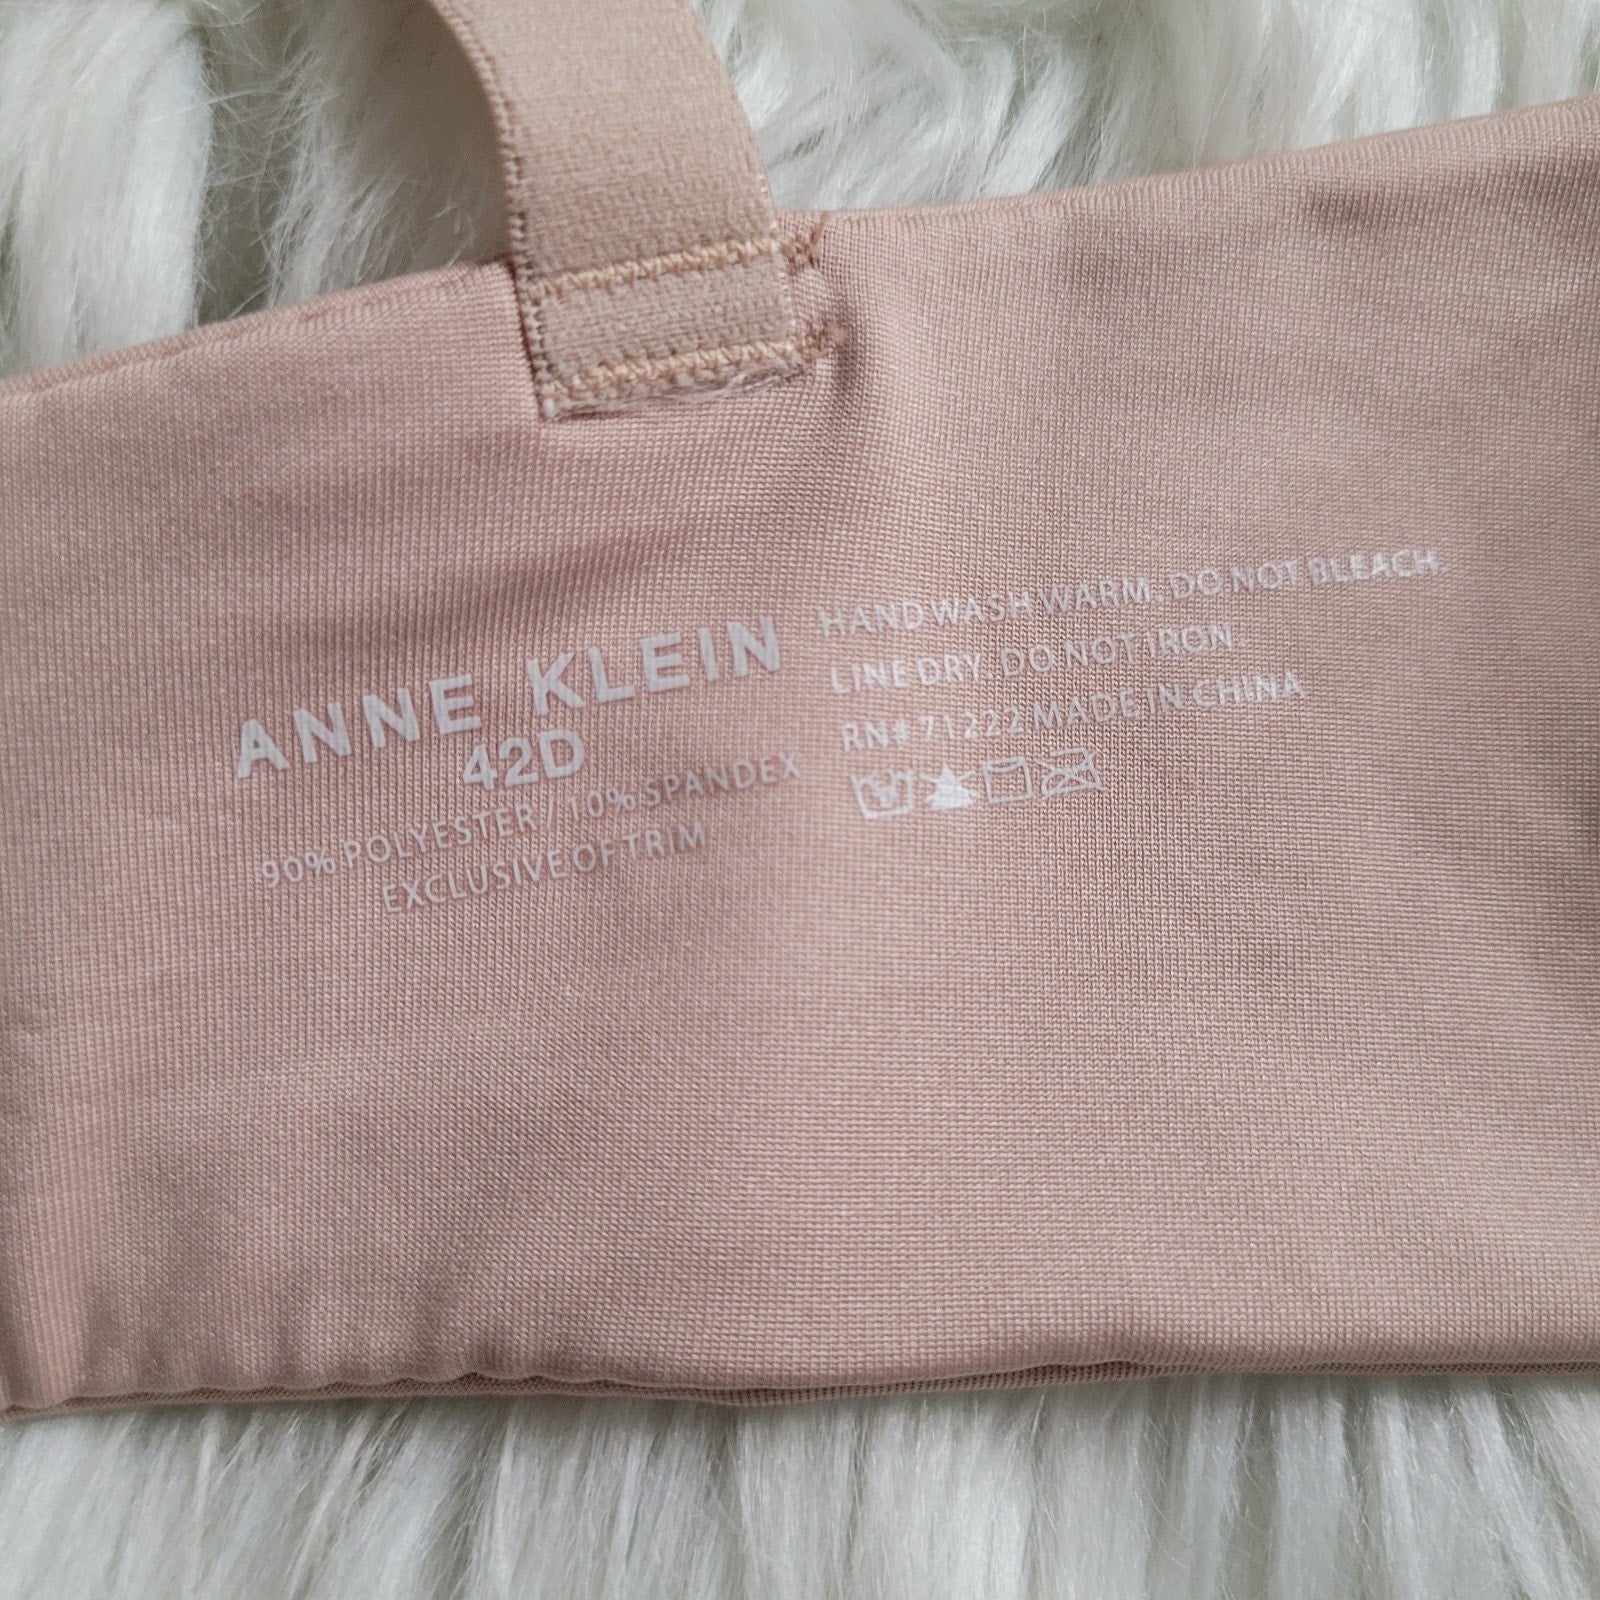 ANNE KLEIN
42D
90% POLYESTER / 10% SPANDEX
EXCLUSIVE OF TRIM
HAND WASH WARM. DO NOT BLEACH.
LINE DRY. DO NOT IRON.
RN# 71222 MADE IN CHINA